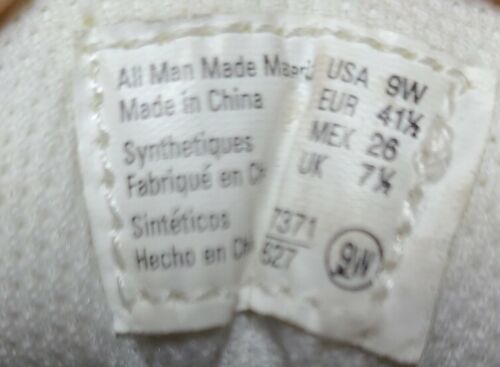 All Man Made
Made in China
Synthetiques
Fabriqué en
Sintéticos
Hecho en
USA 9W
EUR 41½
MEX 26
UK 7½
7371
527
9W